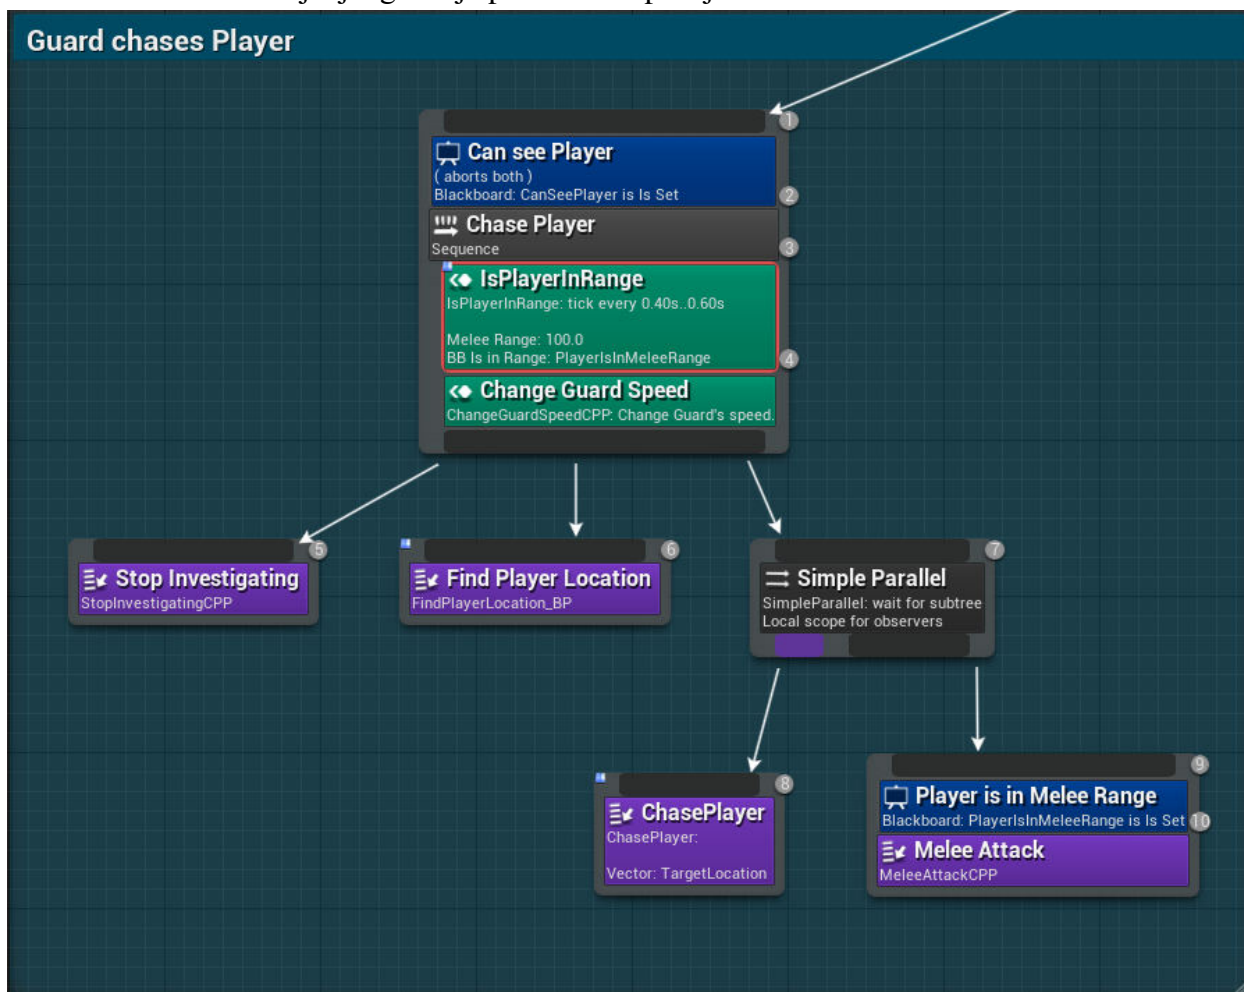 Guard chases Player
1
Can see Player
( aborts both )
Blackboard: CanSeePlayer is Is Set
2
Chase Player
Sequence
3
IsPlayerInRange
IsPlayerInRange: tick every 0.40s..0.60s
Melee Range: 100.0
BB Is in Range: PlayerIsInMeleeRange
4
Change Guard Speed
ChangeGuardSpeedCPP: Change Guard's speed.
5
Stop Investigating
StopInvestigatingCPP
6
Find Player Location
FindPlayerLocation_BP
7
Simple Parallel
SimpleParallel: wait for subtree
Local scope for observers
8
ChasePlayer
ChasePlayer:
Vector: TargetLocation
9
Player is in Melee Range
Blackboard: PlayerIsInMeleeRange is Is Set
10
Melee Attack
MeleeAttackCPP